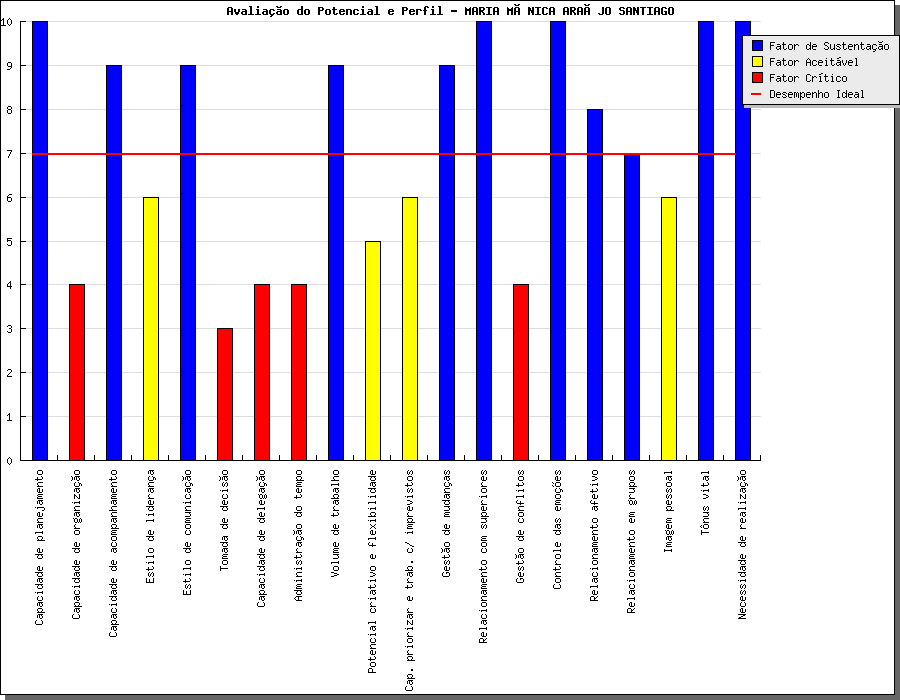 Avaliação do Potencial e Perfil - MARIA MÃ NICA ARAÃ JO SANTIAGO
Fator de Sustentação
Fator Aceitável
Fator Crítico
Desempenho Ideal
10
9
8
7
6
5
4
3
2
1
0
Capacidade de planejamento
Capacidade de organização
Capacidade de acompanhamento
Estilo de liderança
Estilo de comunicação
Tomada de decisão
Capacidade de delegação
Administração do tempo
Volume de trabalho
Potencial criativo e flexibilidade
Cap. priorizar e trab. c/ imprevistos
Gestão de mudanças
Relacionamento com superiores
Gestão de conflitos
Controle das emoções
Relacionamento afetivo
Relacionamento em grupos
Imagem pessoal
Tônus vital
Necessidade de realização